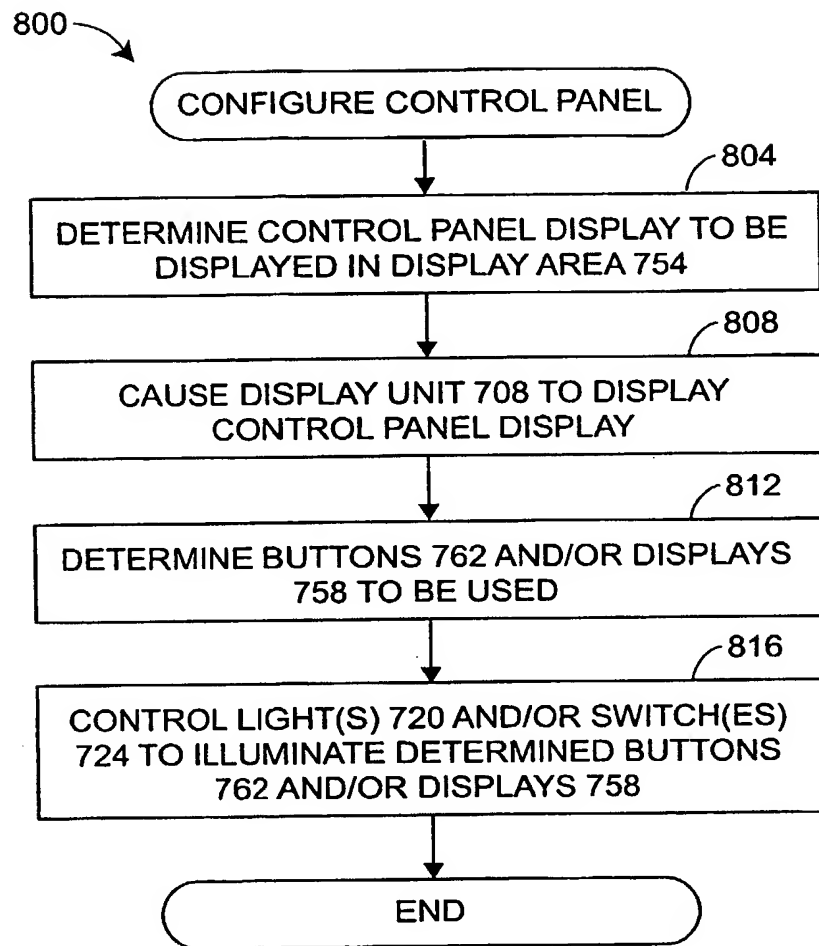 800
CONFIGURE CONTROL PANEL
804
DETERMINE CONTROL PANEL DISPLAY TO BE
DISPLAYED IN DISPLAY AREA 754
808
CAUSE DISPLAY UNIT 708 TO DISPLAY
CONTROL PANEL DISPLAY
812
DETERMINE BUTTONS 762 AND/OR DISPLAYS
758 TO BE USED
816
CONTROL LIGHT(S) 720 AND/OR SWITCH(ES)
724 TO ILLUMINATE DETERMINED BUTTONS
762 AND/OR DISPLAYS 758
END